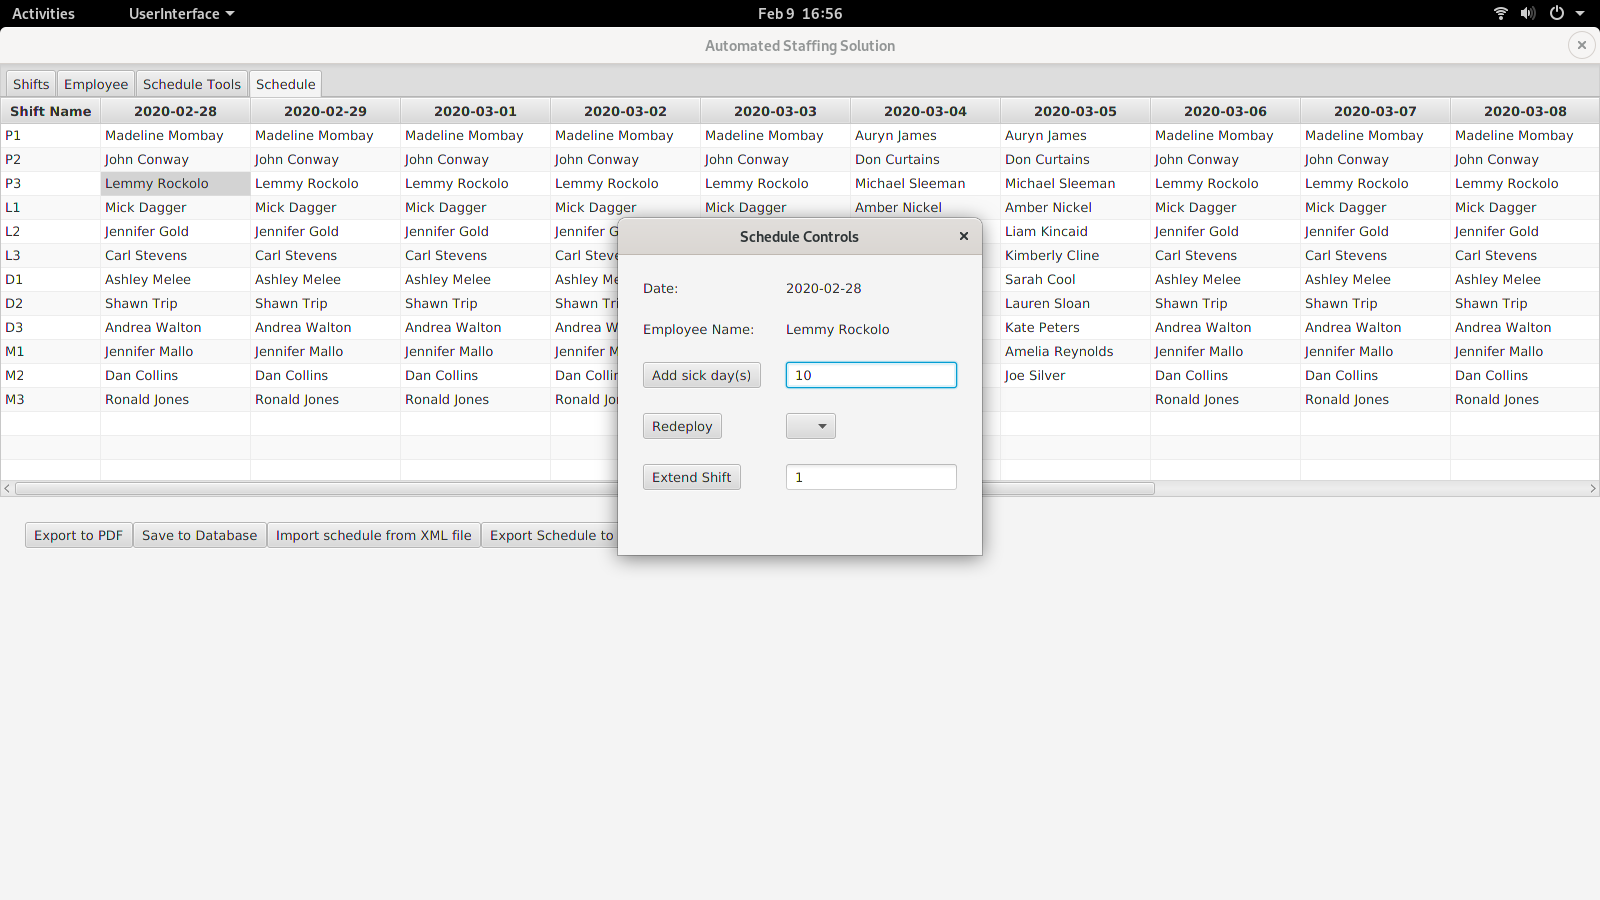 Activities UserInterface Feb 9 16:56
Automated Staffing Solution
Shifts Employee Schedule Tools Schedule
Shift Name 2020-02-28 2020-02-29 2020-03-01 2020-03-02 2020-03-03 2020-03-04 2020-03-05 2020-03-06 2020-03-07 2020-03-08
P1 Madeline Mombay Madeline Mombay Madeline Mombay Madeline Mombay Madeline Mombay Auryn James Auryn James Madeline Mombay Madeline Mombay Madeline Mombay
P2 John Conway John Conway John Conway John Conway John Conway Don Curtains Don Curtains John Conway John Conway John Conway
P3 Lemmy Rockolo Lemmy Rockolo Lemmy Rockolo Lemmy Rockolo Lemmy Rockolo Michael Sleeman Michael Sleeman Lemmy Rockolo Lemmy Rockolo Lemmy Rockolo
L1 Mick Dagger Mick Dagger Mick Dagger Mick Dagger Mick Dagger Amber Nickel Amber Nickel Mick Dagger Mick Dagger Mick Dagger
L2 Jennifer Gold Jennifer Gold Jennifer Gold Jennifer G Liam Kincaid Jennifer Gold Jennifer Gold Jennifer Gold
L3 Carl Stevens Carl Stevens Carl Stevens Carl Steve Kimberly Cline Carl Stevens Carl Stevens Carl Stevens
D1 Ashley Melee Ashley Melee Ashley Melee Ashley Me Sarah Cool Ashley Melee Ashley Melee Ashley Melee
D2 Shawn Trip Shawn Trip Shawn Trip Shawn Tri Lauren Sloan Shawn Trip Shawn Trip Shawn Trip
D3 Andrea Walton Andrea Walton Andrea Walton Andrea W Kate Peters Andrea Walton Andrea Walton Andrea Walton
M1 Jennifer Mallo Jennifer Mallo Jennifer Mallo Jennifer M Amelia Reynolds Jennifer Mallo Jennifer Mallo Jennifer Mallo
M2 Dan Collins Dan Collins Dan Collins Dan Collin Joe Silver Dan Collins Dan Collins Dan Collins
M3 Ronald Jones Ronald Jones Ronald Jones Ronald Jo Ronald Jones Ronald Jones Ronald Jones
Schedule Controls
Date: 2020-02-28
Employee Name: Lemmy Rockolo
Add sick day(s) 10
Redeploy
Extend Shift 1
Export to PDF Save to Database Import schedule from XML file Export Schedule to